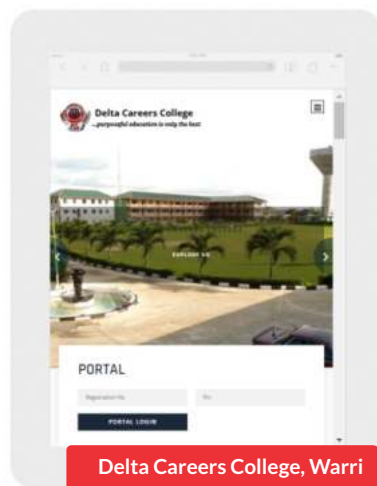 Delta Careers College
...purposeful education is only the best
EXPLORE US
PORTAL
Registration No
Pin
PORTAL LOGIN
Delta Careers College, Warri